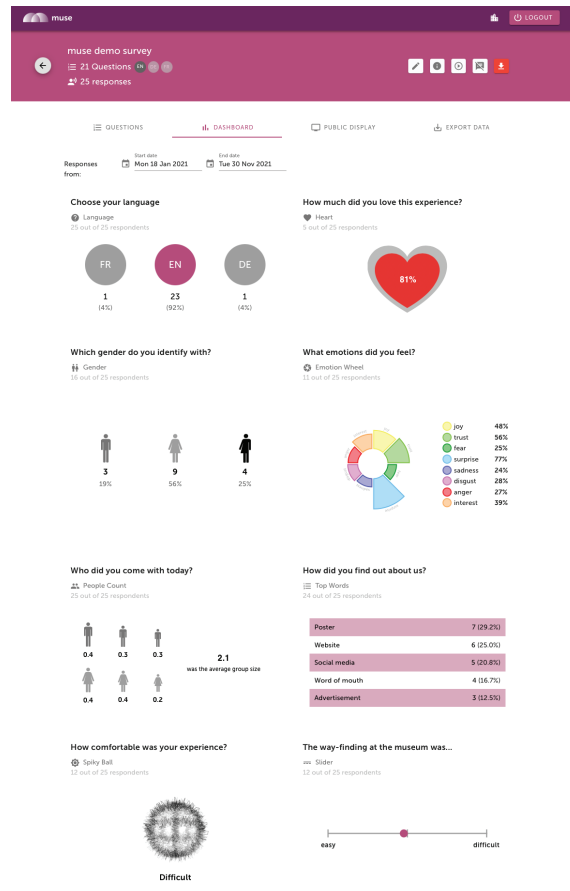 muse
LOGOUT
muse demo survey
21 Questions EN
25 responses
QUESTIONS
DASHBOARD
PUBLIC DISPLAY
EXPORT DATA
Responses from:
Start date
Mon 18 Jan 2021
End date
Tue 30 Nov 2021
Choose your language
Language
25 out of 25 respondents
FR
EN
DE
1
23
1
(4%)
(92%)
(4%)
How much did you love this experience?
Heart
5 out of 25 respondents
81%
Which gender do you identify with?
Gender
16 out of 25 respondents
3
9
4
19%
56%
25%
What emotions did you feel?
Emotion Wheel
11 out of 25 respondents
joy 48%
trust 56%
fear 25%
surprise 77%
sadness 24%
disgust 28%
anger 27%
interest 39%
Who did you come with today?
People Count
25 out of 25 respondents
0.4
0.3
0.3
0.4
0.4
0.2
2.1
was the average group size
How did you find out about us?
Top Words
24 out of 25 respondents
Poster 7 (29.2%)
Website 6 (25.0%)
Social media 5 (20.8%)
Word of mouth 4 (16.7%)
Advertisement 3 (12.5%)
How comfortable was your experience?
Spiky Ball
12 out of 25 respondents
Difficult
The way-finding at the museum was...
Slider
12 out of 25 respondents
easy
difficult